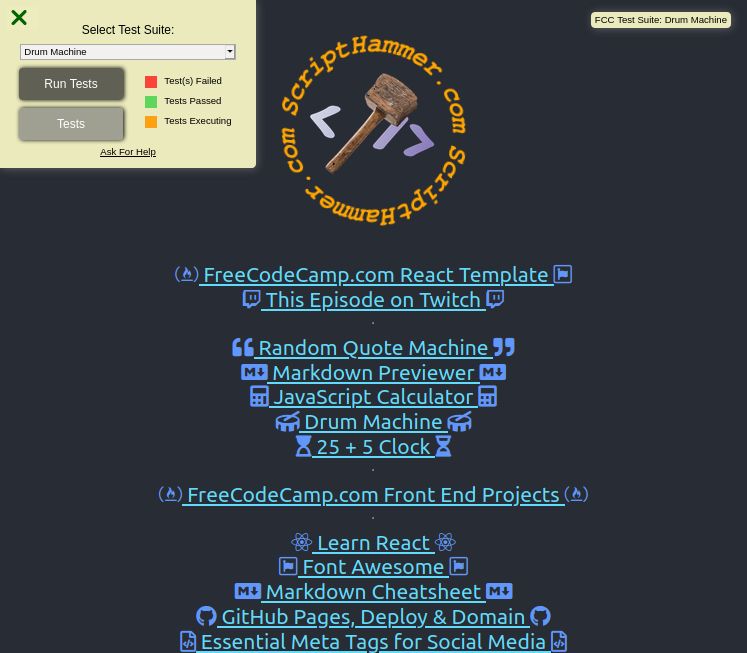 Select Test Suite:
Drum Machine
Run Tests
Tests
Test(s) Failed
Tests Passed
Tests Executing
Ask For Help
FCC Test Suite: Drum Machine
ScriptHammer.com ScriptHammer.com
FreeCodeCamp.com React Template
This Episode on Twitch
Random Quote Machine
Markdown Previewer
JavaScript Calculator
Drum Machine
25 + 5 Clock
FreeCodeCamp.com Front End Projects
Learn React
Font Awesome
Markdown Cheatsheet
GitHub Pages, Deploy & Domain
Essential Meta Tags for Social Media